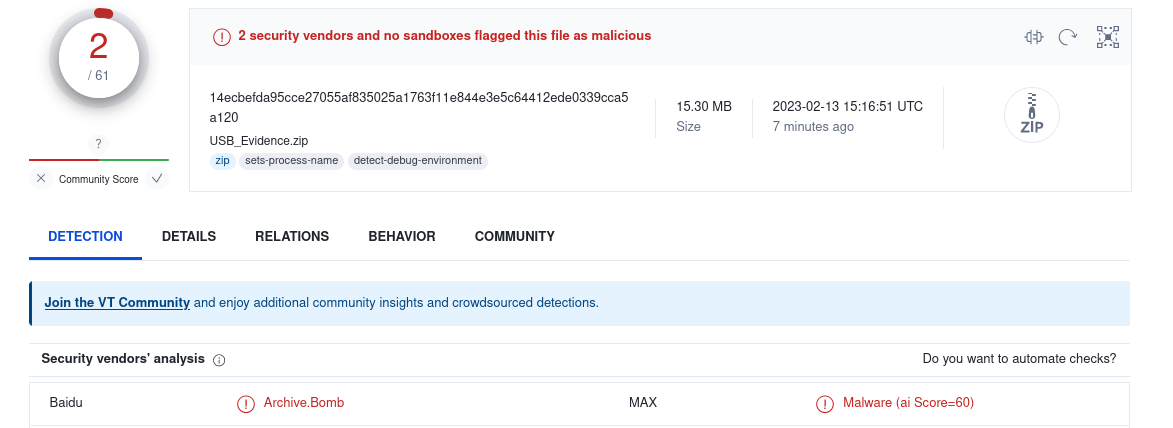 2
/ 61
?
Community Score
2 security vendors and no sandboxes flagged this file as malicious
14ecbefda95cce27055af835025a1763f11e844e3e5c64412ede0339cca5
a120
USB_Evidence.zip
zip sets-process-name detect-debug-environment
15.30 MB
Size
2023-02-13 15:16:51 UTC
7 minutes ago
ZIP
DETECTION DETAILS RELATIONS BEHAVIOR COMMUNITY
Join the VT Community and enjoy additional community insights and crowdsourced detections.
Security vendors' analysis Do you want to automate checks?
Baidu Archive.Bomb MAX Malware (ai Score=60)